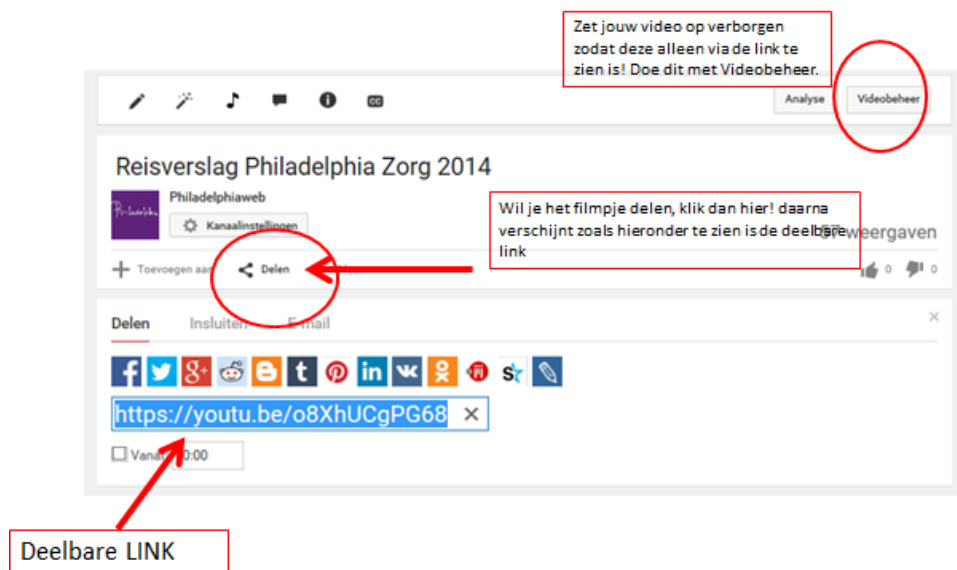 Zet jouw video op verborgen
zodat deze alleen via de link te
zien is! Doe dit met Videobeheer.
Analyse
Videobeheer
Reisverslag Philadelphia Zorg 2014
Philadelphia
Philadelphiaweb
Kanaalinstellingen
Wil je het filmpje delen, klik dan hier! daarna
verschijnt zoals hieronder te zien is de deelbare
link
weergaven
Toevoegen aan
Delen
0
0
Delen
Insluiten
E-mail
https://youtu.be/o8XhUCgPG68
Vanaf
0:00
Deelbare LINK